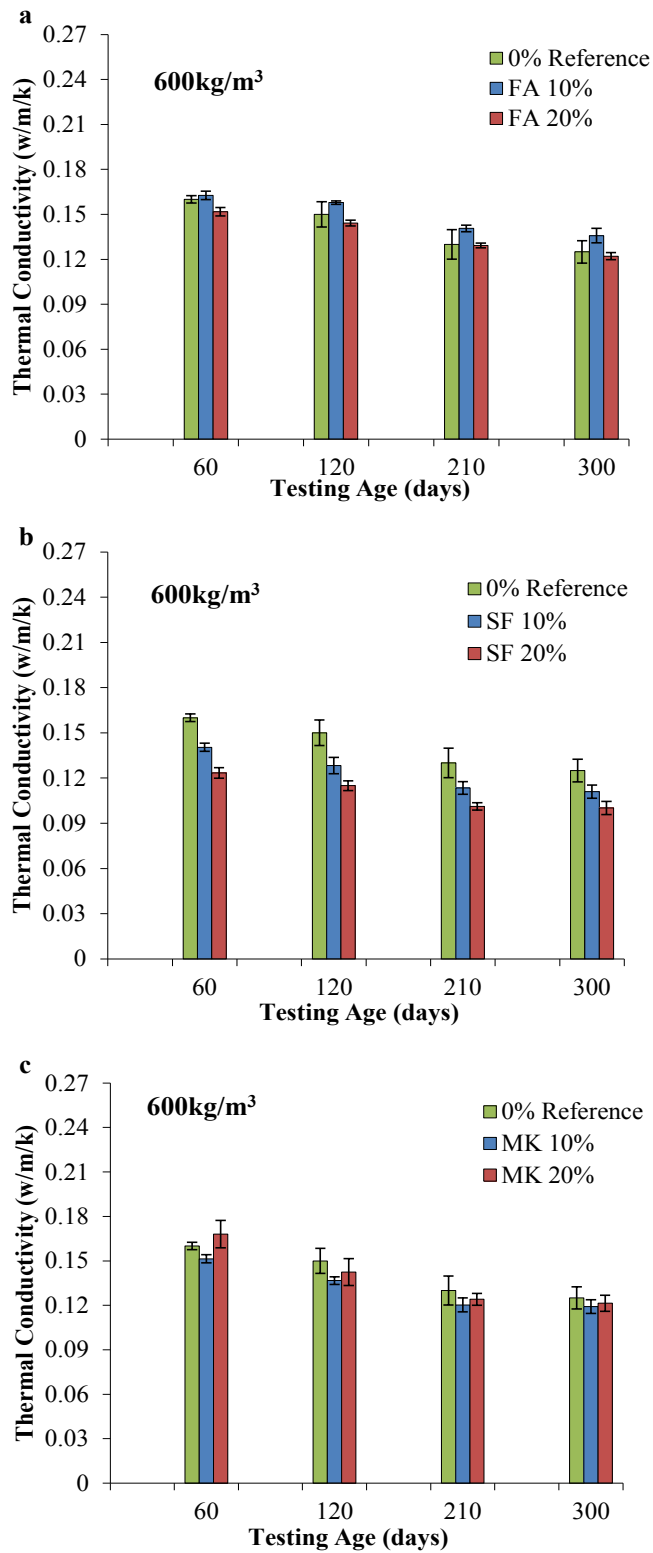 a
0.27
0.24
0.21
0.18
0.15
0.12
0.09
0.06
0.03
0
Thermal Conductivity (w/m/k)
600kg/m³
0% Reference
FA 10%
FA 20%
60 120 210 300
Testing Age (days)
b
0.27
0.24
0.21
0.18
0.15
0.12
0.09
0.06
0.03
0
Thermal Conductivity (w/m/k)
600kg/m³
0% Reference
SF 10%
SF 20%
60 120 210 300
Testing Age (days)
c
0.27
0.24
0.21
0.18
0.15
0.12
0.09
0.06
0.03
0
Thermal Conductivity (w/m/k)
600kg/m³
0% Reference
MK 10%
MK 20%
60 120 210 300
Testing Age (days)